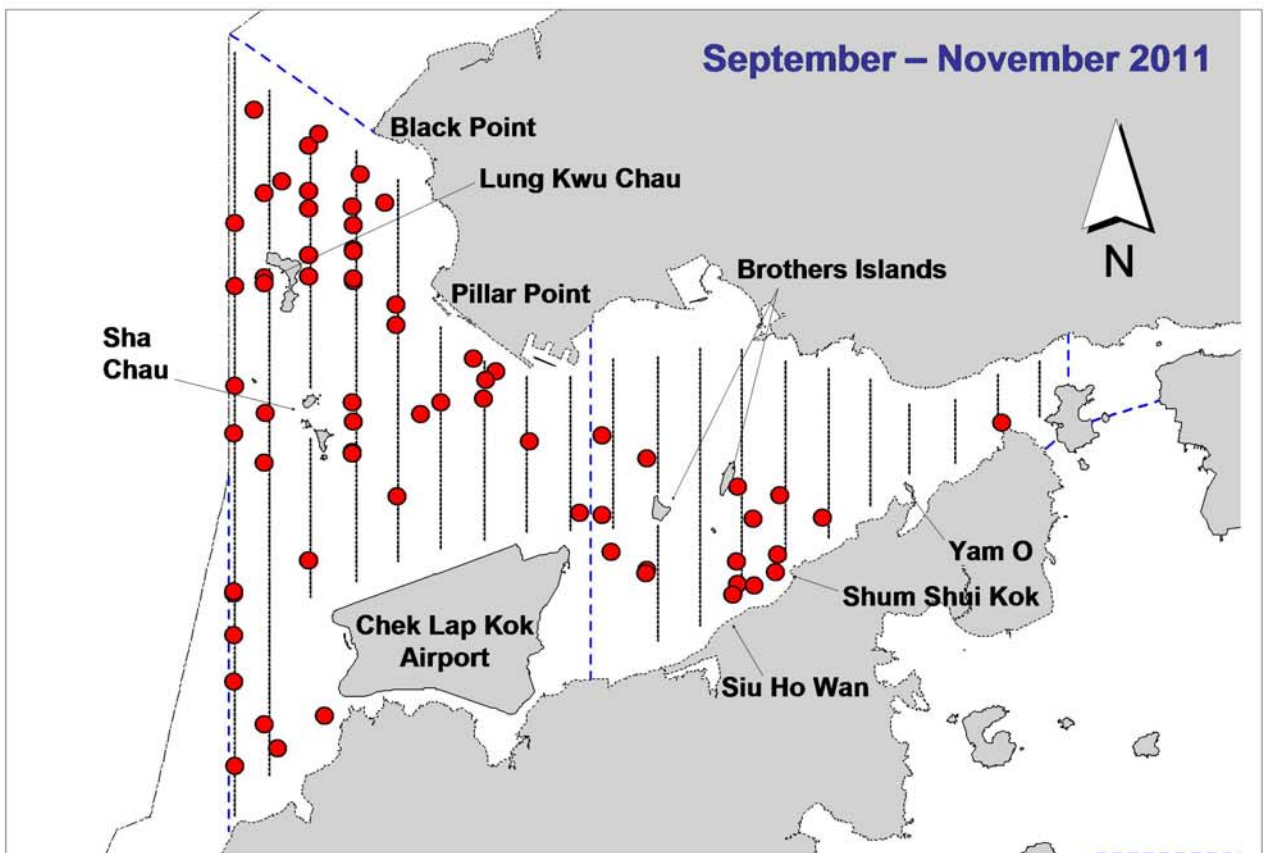 September – November 2011
Black Point
Lung Kwu Chau
N
Brothers Islands
Pillar Point
Sha
Chau
Yam O
Shum Shui Kok
Chek Lap Kok
Airport
Siu Ho Wan